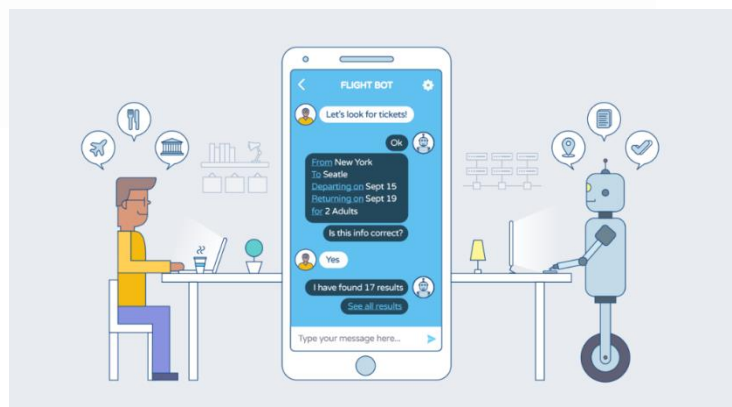 FLIGHT BOT
Let's look for tickets!
Ok
From New York
To Seatle
Departing on Sept 15
Returning on Sept 19
for 2 Adults
Is this info correct?
Yes
I have found 17 results
See all results
Type your message here...